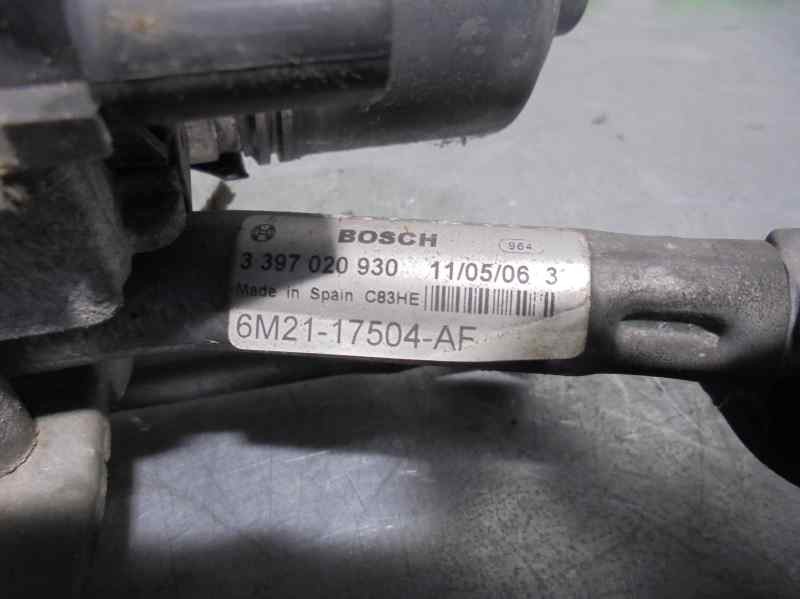 BOSCH 964
3 397 020 930 11/05/06 3
Made in Spain C83HE
6M21-17504-AF